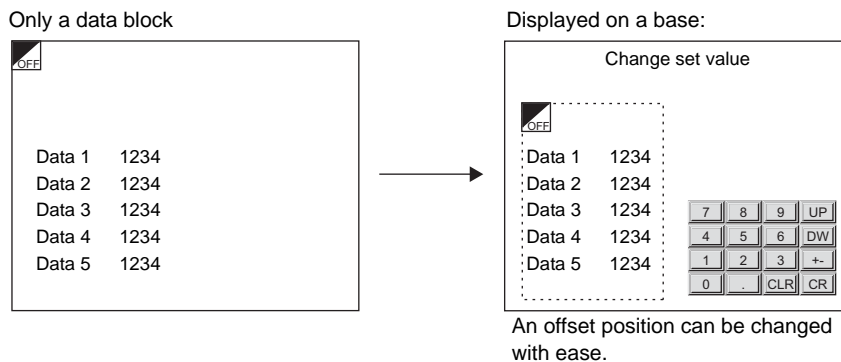 Only a data block
OFF
Data 1 1234
Data 2 1234
Data 3 1234
Data 4 1234
Data 5 1234
Displayed on a base:
Change set value
OFF
Data 1 1234
Data 2 1234
Data 3 1234
Data 4 1234
Data 5 1234
7 8 9 UP
4 5 6 DW
1 2 3 +-
0 . CLR CR
An offset position can be changed
with ease.